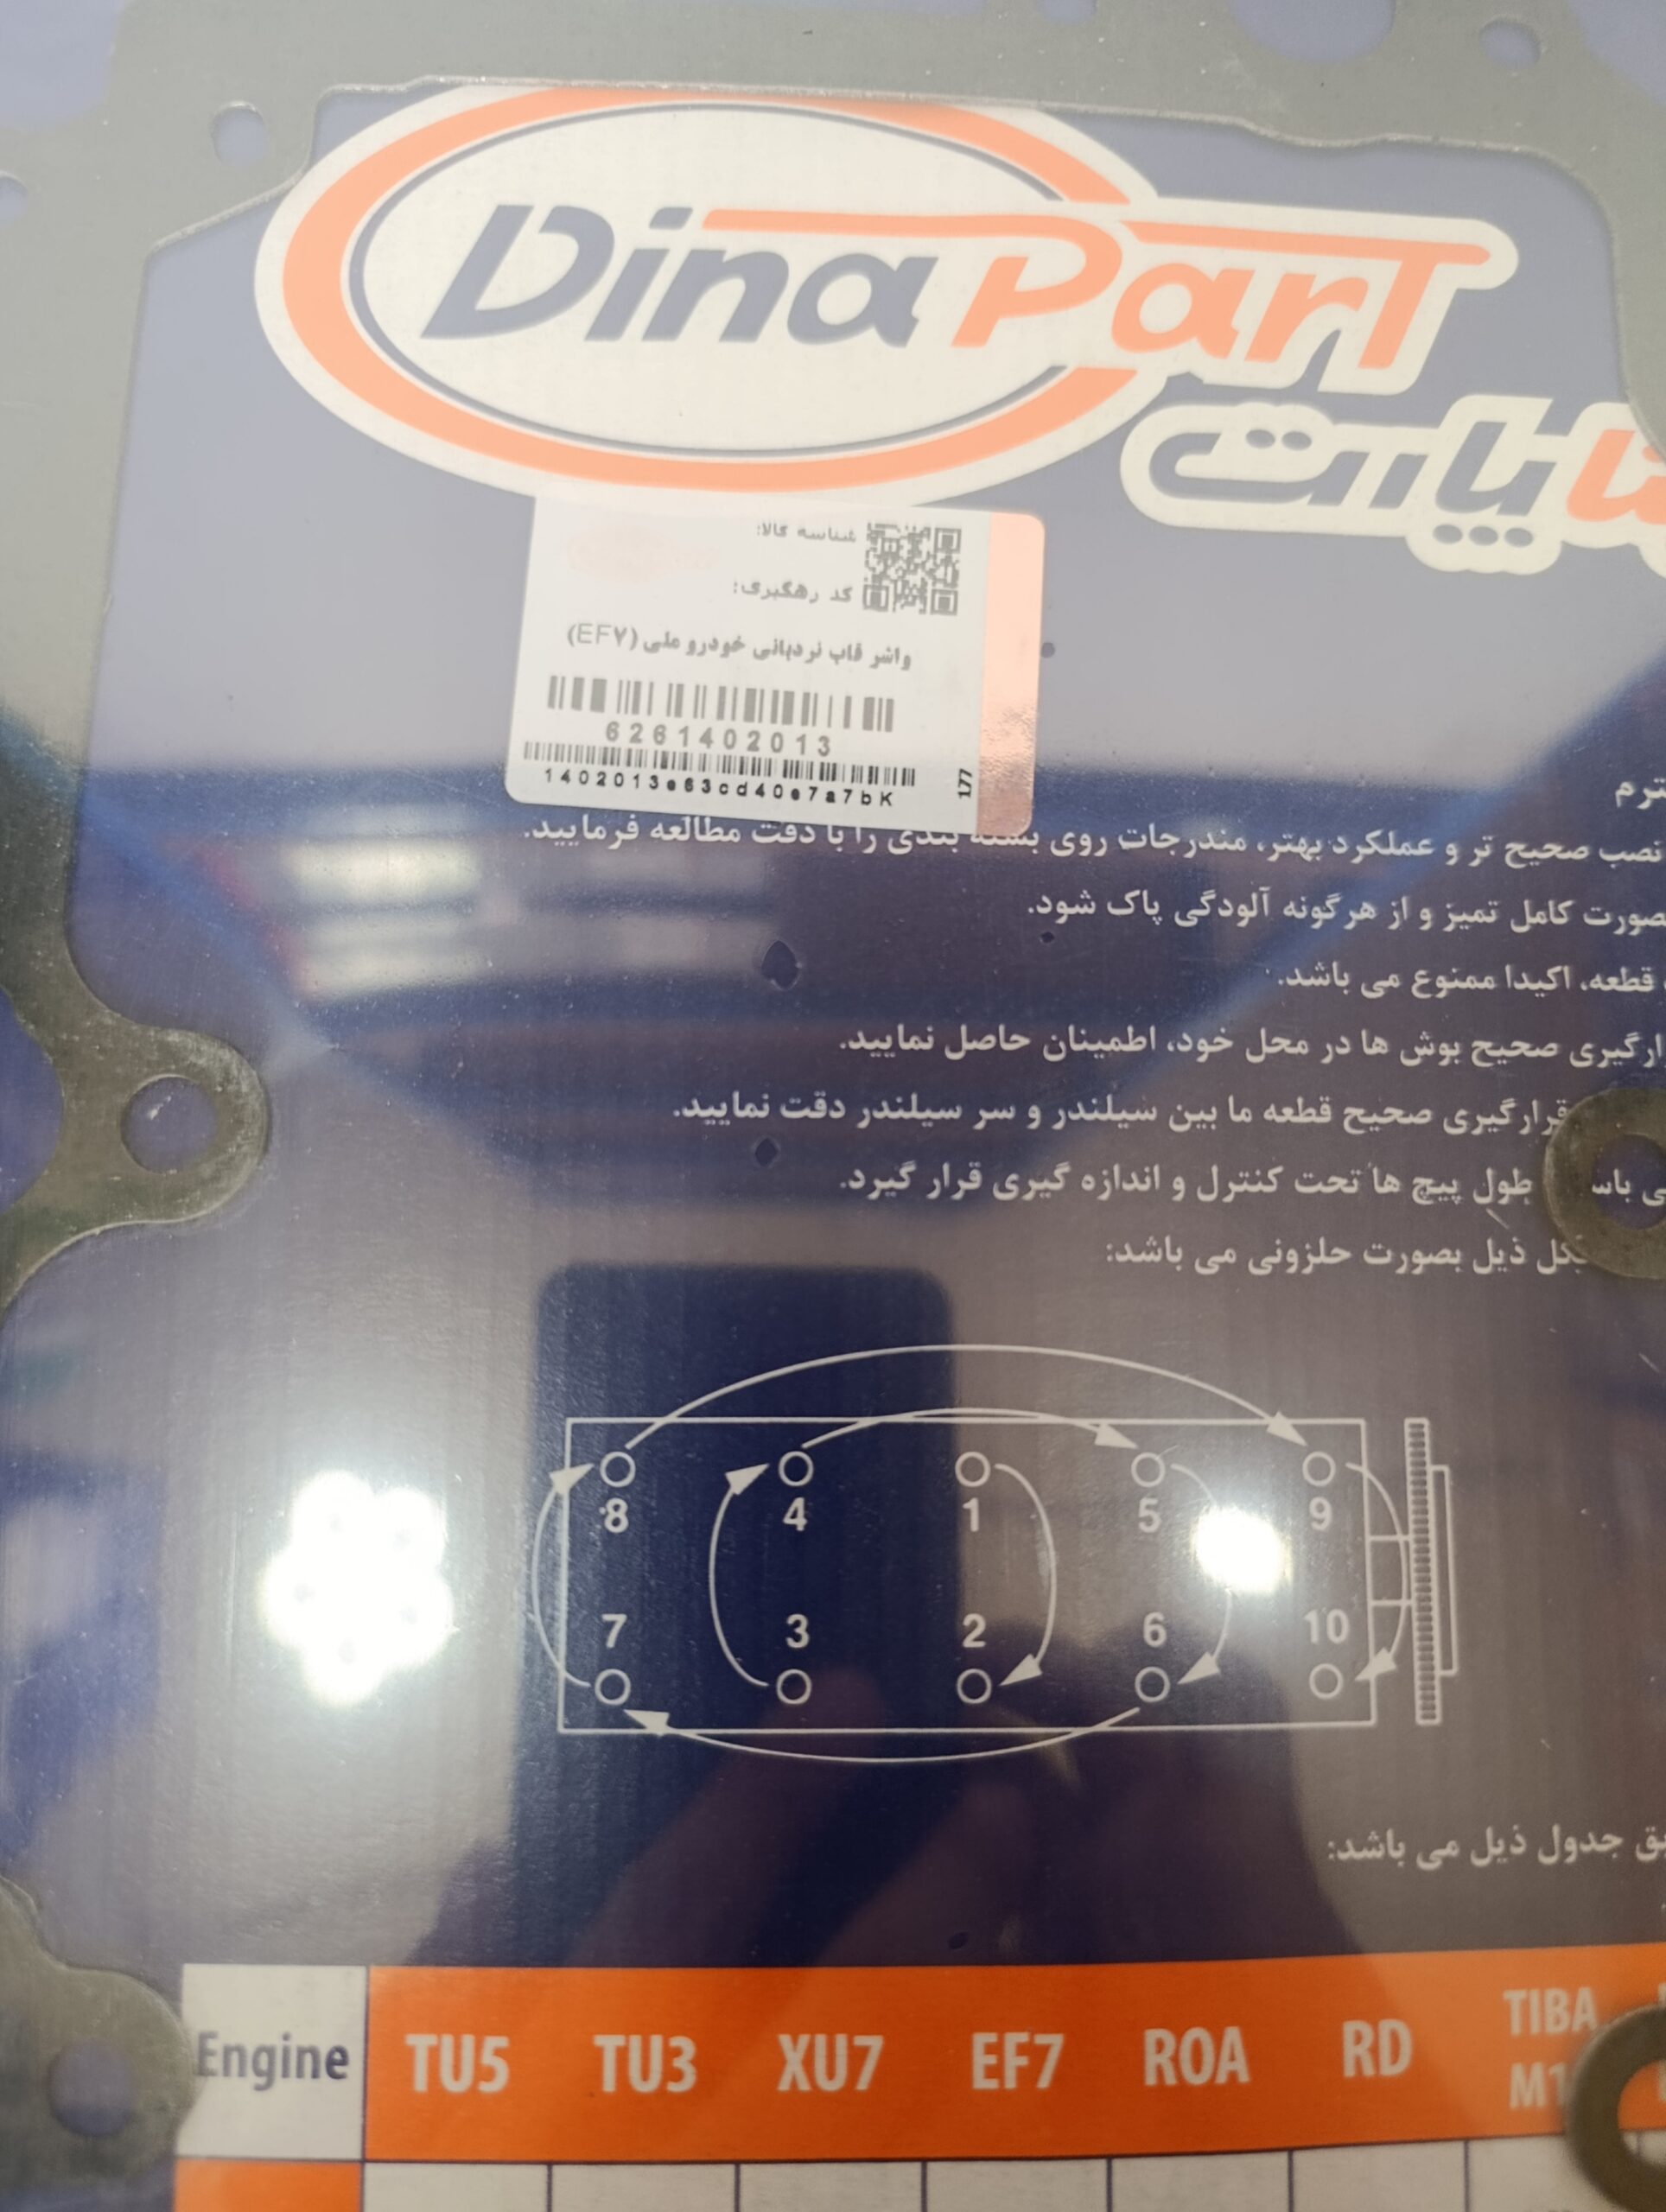 Dina Part
پارت
شناسه کالا:
کد رهگیری:
واشر قاب نردبانی خودرو ملی (EF۷)
6261402013
1402013e63cd40e7a7bK
177
نصب صحیح تر و عملکرد بهتر، مندرجات روی بسته بندی را با دقت مطالعه فرمایید.
بصورت کامل تمیز و از هرگونه آلودگی پاک شود.
قطعه، اکیدا ممنوع می باشد.
صحیح بوش ها در محل خود، اطمینان حاصل نمایید.
قرارگیری صحیح قطعه ما بین سیلندر و سر سیلندر دقت نمایید.
طول پیچ ها تحت کنترل و اندازه گیری قرار گیرد.
ذیل بصورت حلزونی می باشد:
8 4 1 5 9
7 3 2 6 10
جدول ذیل می باشد:
Engine TU5 TU3 XU7 EF7 ROA RD TIBA